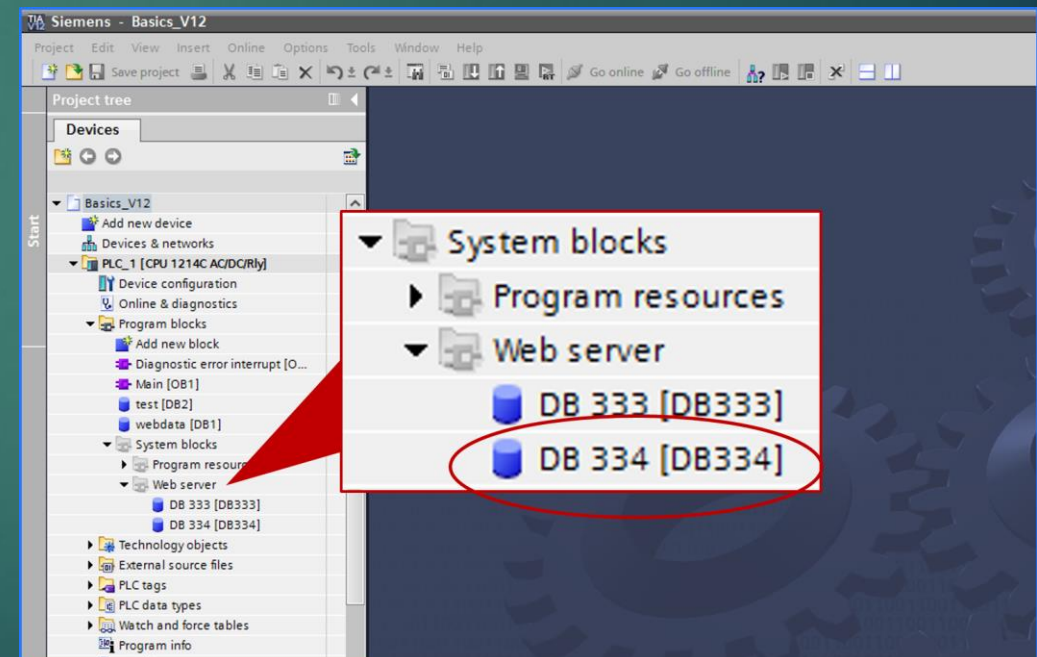 Siemens - Basics_V12
Project Edit View Insert Online Options Tools Window Help
Save project Go online Go offline
Project tree
Devices
Start
Basics_V12
Add new device
Devices & networks
PLC_1 [CPU 1214C AC/DC/Rly]
Device configuration
Online & diagnostics
Program blocks
Add new block
Diagnostic error interrupt [O...
Main [OB1]
test [DB2]
webdata [DB1]
System blocks
Program resour
Web server
DB 333 [DB333]
DB 334 [DB334]
Technology objects
External source files
PLC tags
PLC data types
Watch and force tables
Program info
System blocks
Program resources
Web server
DB 333 [DB333]
DB 334 [DB334]